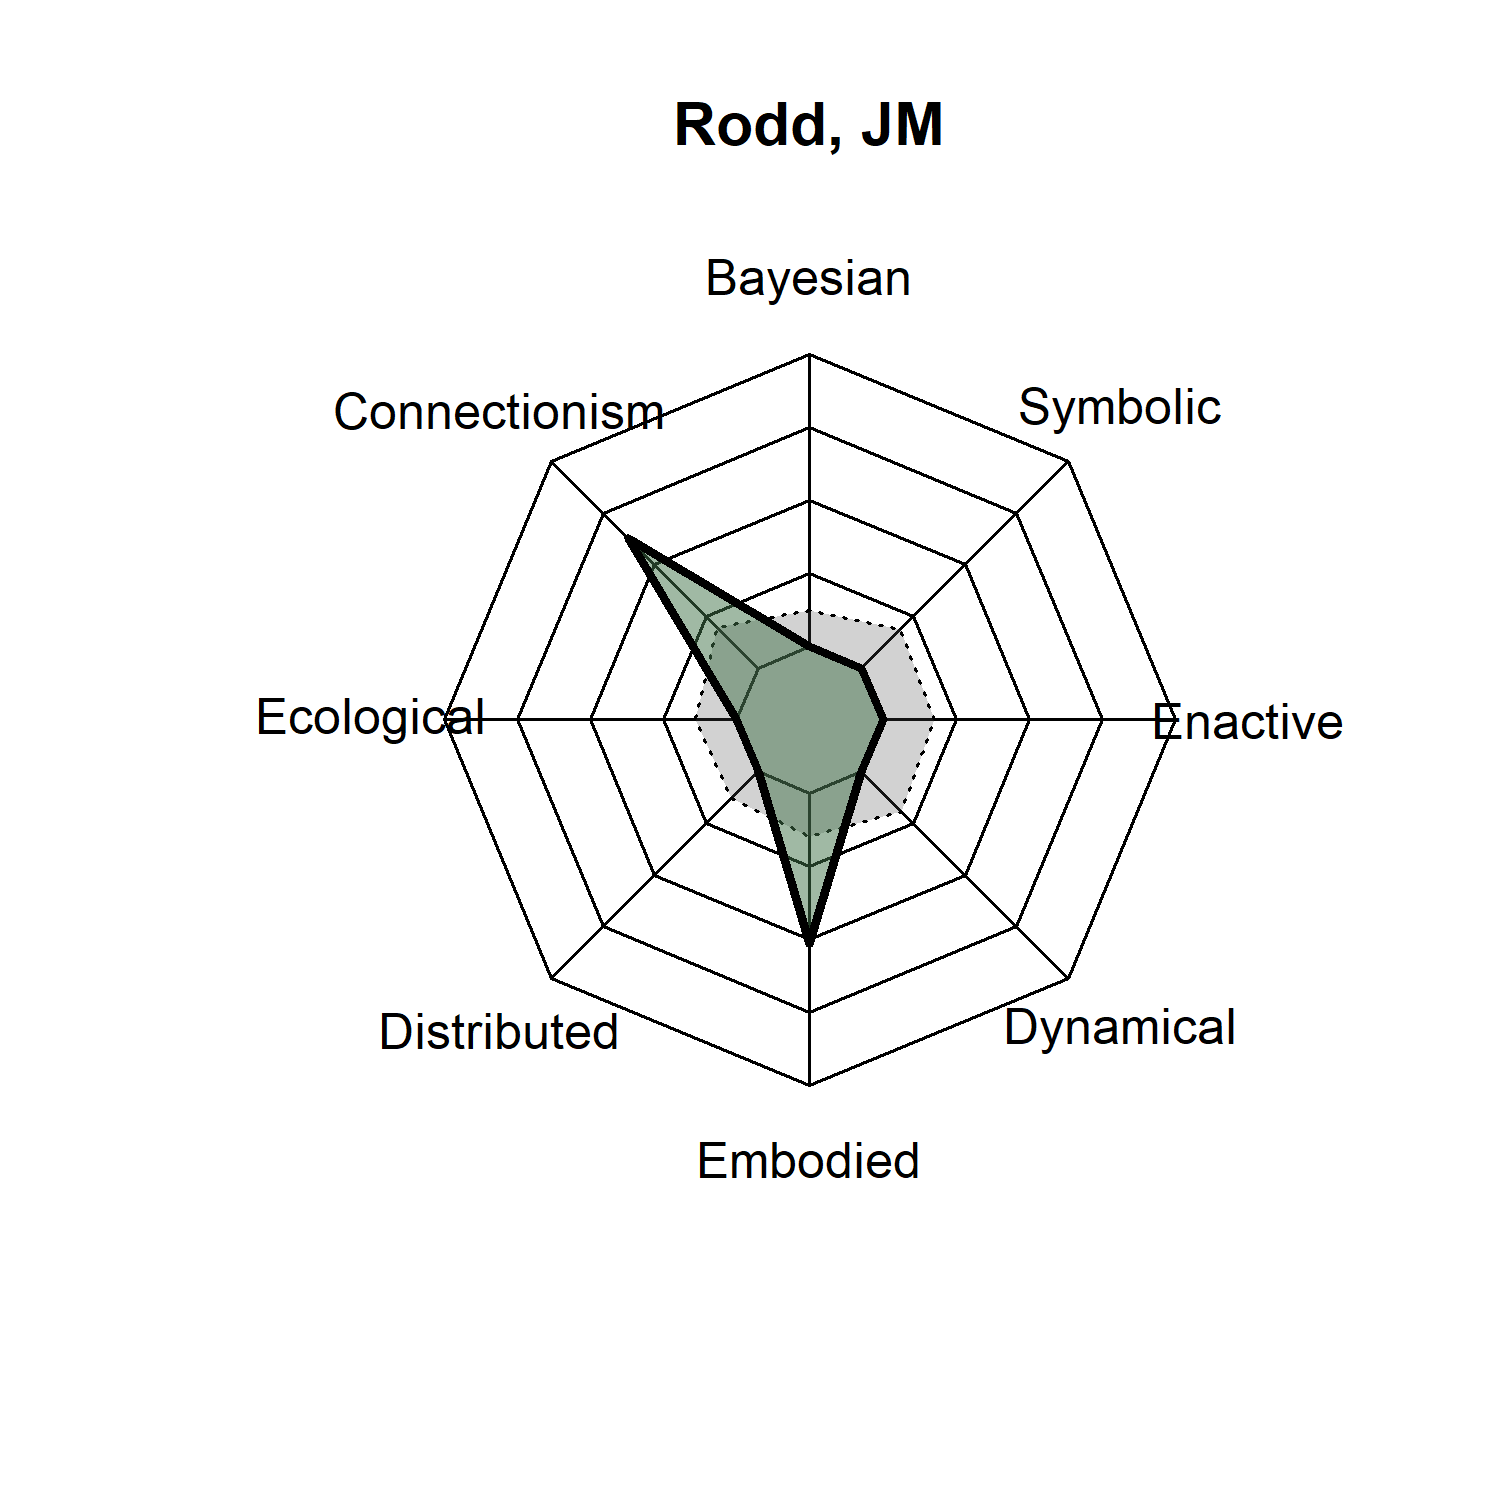 Rodd, JM
Bayesian
Connectionism
Symbolic
Ecological
Enactive
Distributed
Dynamical
Embodied